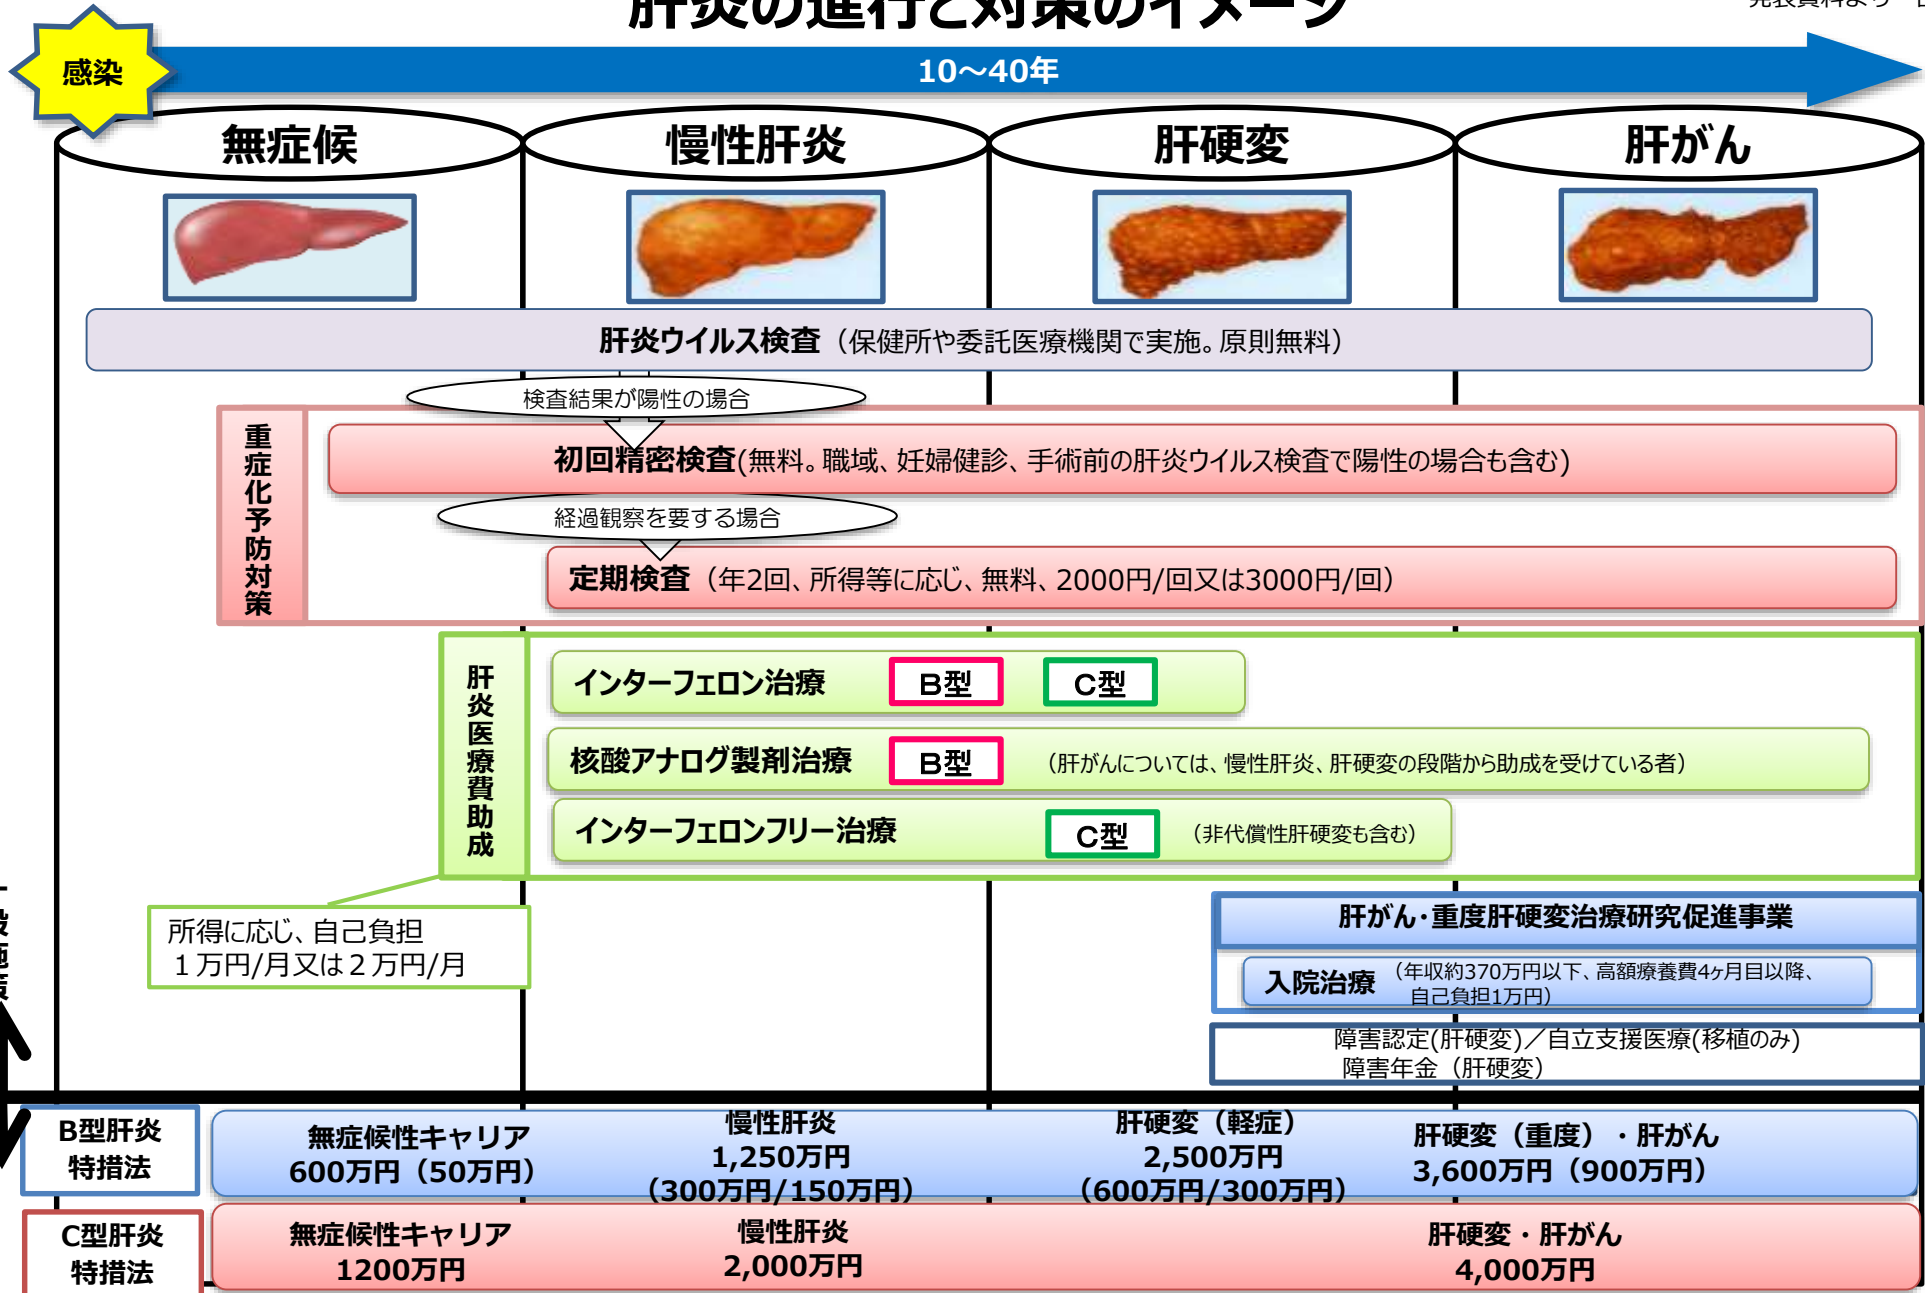 肝炎の進行と対策のイメージ
発表資料より
感染
10～40年
無症候
慢性肝炎
肝硬変
肝がん
肝炎ウイルス検査（保健所や委託医療機関で実施。原則無料）
検査結果が陽性の場合
重症化予防対策
初回精密検査(無料。職域、妊婦健診、手術前の肝炎ウイルス検査で陽性の場合も含む)
経過観察を要する場合
定期検査（年2回、所得等に応じ、無料、2000円/回又は3000円/回）
肝炎医療費助成
インターフェロン治療 B型 C型
核酸アナログ製剤治療 B型 （肝がんについては、慢性肝炎、肝硬変の段階から助成を受けている者）
インターフェロンフリー治療 C型 （非代償性肝硬変も含む）
所得に応じ、自己負担
１万円/月又は２万円/月
肝がん・重度肝硬変治療研究促進事業
入院治療 （年収約370万円以下、高額療養費4ヶ月目以降、
自己負担1万円）
障害認定(肝硬変)／自立支援医療(移植のみ)
障害年金（肝硬変）
B型肝炎
特措法
無症候性キャリア
600万円（50万円）
慢性肝炎
1,250万円
（300万円/150万円）
肝硬変（軽症）
2,500万円
（600万円/300万円）
肝硬変（重度）・肝がん
3,600万円（900万円）
C型肝炎
特措法
無症候性キャリア
1200万円
慢性肝炎
2,000万円
肝硬変・肝がん
4,000万円